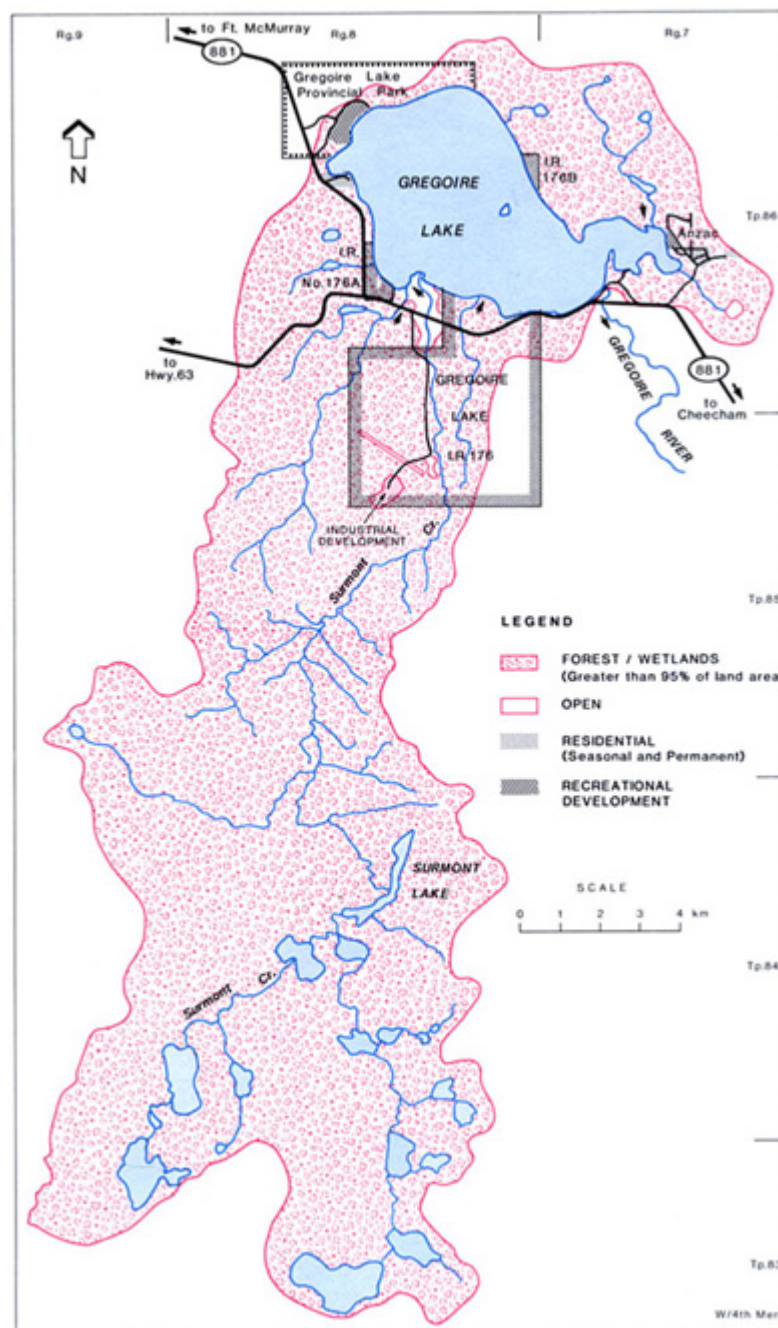 Rg.9
Rg.8
Rg.7
to Ft. McMurray
881
Gregoire Lake
Provincial Park
N
GREGOIRE
LAKE
I.R.
176B
Tp.86
Anzac
I.R.
No.176A
to
Hwy.63
GREGOIRE
LAKE
I.R.176
GREGOIRE
RIVER
881
to
Cheecham
INDUSTRIAL
DEVELOPMENT
Surmont Cr.
Tp.85
LEGEND
FOREST / WETLANDS
(Greater than 95% of land area
OPEN
RESIDENTIAL
(Seasonal and Permanent)
RECREATIONAL
DEVELOPMENT
SURMONT
LAKE
SCALE
0 1 2 4 km
Surmont Cr.
Tp.84
Tp.83
W/4th Mer